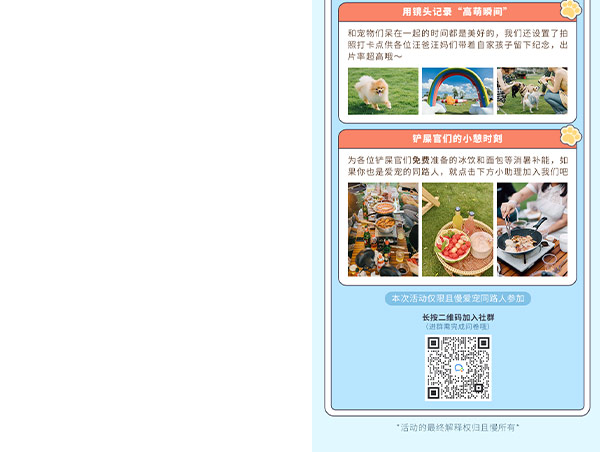 用镜头记录“高萌瞬间”
和宠物们呆在一起的时间都是美好的，我们还设置了拍
照打卡点供各位汪爸汪妈们带着自家孩子留下纪念，出
片率超高哦～
铲屎官们的小憩时刻
为各位铲屎官们免费准备的冰饮和面包等消暑补能，如
果你也是爱宠的同路人，就点击下方小助理加入我们吧
本次活动仅限且慢爱宠同路人参加
长按二维码加入社群
（进群需完成问卷哦）
*活动的最终解释权归且慢所有*